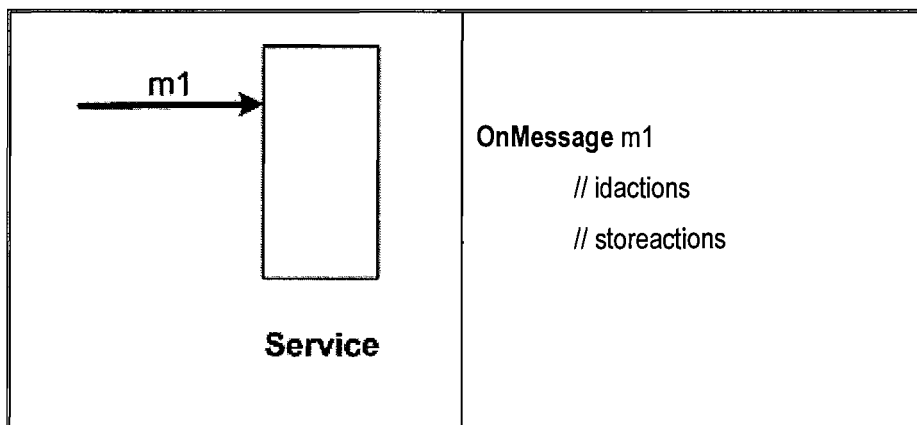 m1
Service
OnMessage m1
// idactions
// storeactions